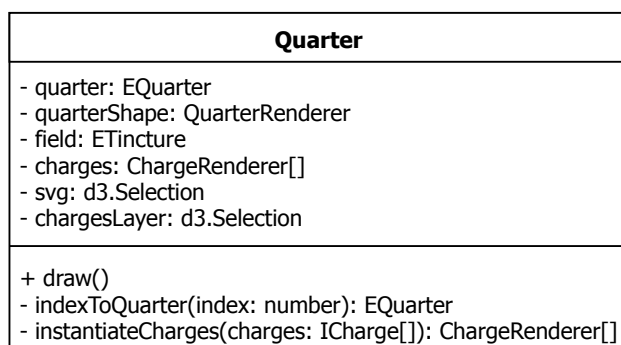 Quarter
- quarter: EQuarter
- quarterShape: QuarterRenderer
- field: ETincture
- charges: ChargeRenderer[]
- svg: d3.Selection
- chargesLayer: d3.Selection
+ draw()
- indexToQuarter(index: number): EQuarter
- instantiateCharges(charges: ICharge[]): ChargeRenderer[]